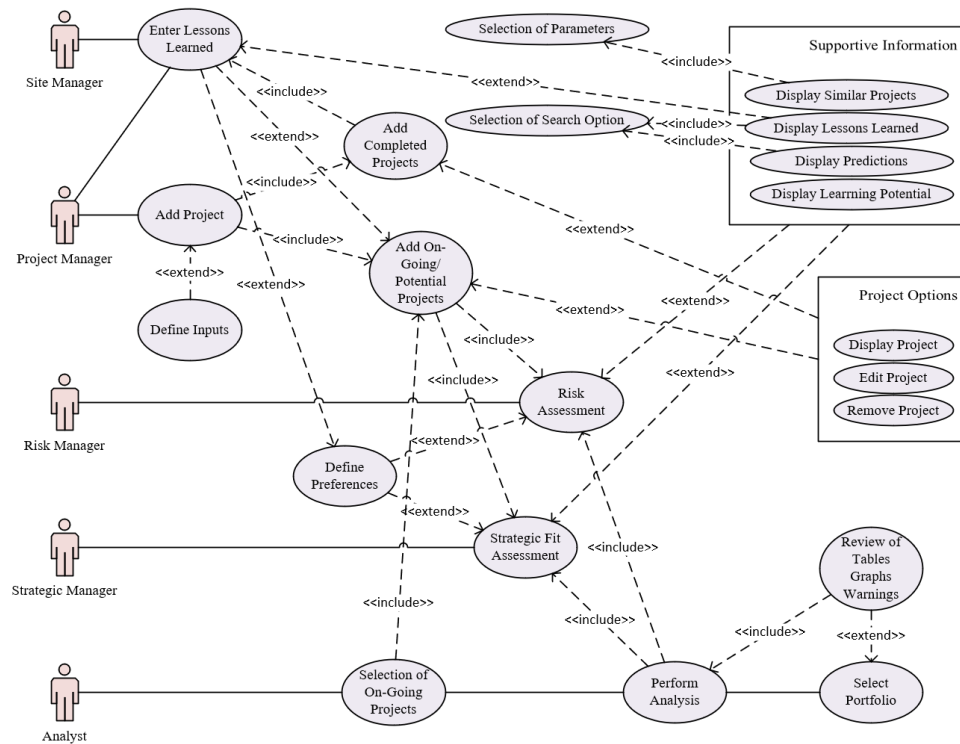 Enter Lessons
Learned
Selection of Parameters
Supportive Information
Site Manager
<<include>>
<<extend>>
<<include>>
Display Similar Projects
Add
Completed
Projects
Selection of Search Option
<<include>>
<<include>>
Display Lessons Learned
<<extend>>
Display Predictions
<<include>>
Display Learrning Potential
Project Manager
Add Project
<<include>>
<<extend>>
Add On-
Going/
Potential
Projects
<<extend>>
<<extend>>
<<extend>>
Project Options
Define Inputs
<<extend>>
<<include>>
Display Project
<<include>>
<<extend>>
Edit Project
Risk
Assessment
Remove Project
Risk Manager
<<extend>>
Define
Preferences
<<extend>>
Strategic Fit
Assessment
<<include>>
Review of
Tables
Graphs
Warnings
Strategic Manager
<<include>>
<<include>>
<<include>>
<<extend>>
Selection of
On-Going
Projects
Perform
Analysis
Select
Portfolio
Analyst